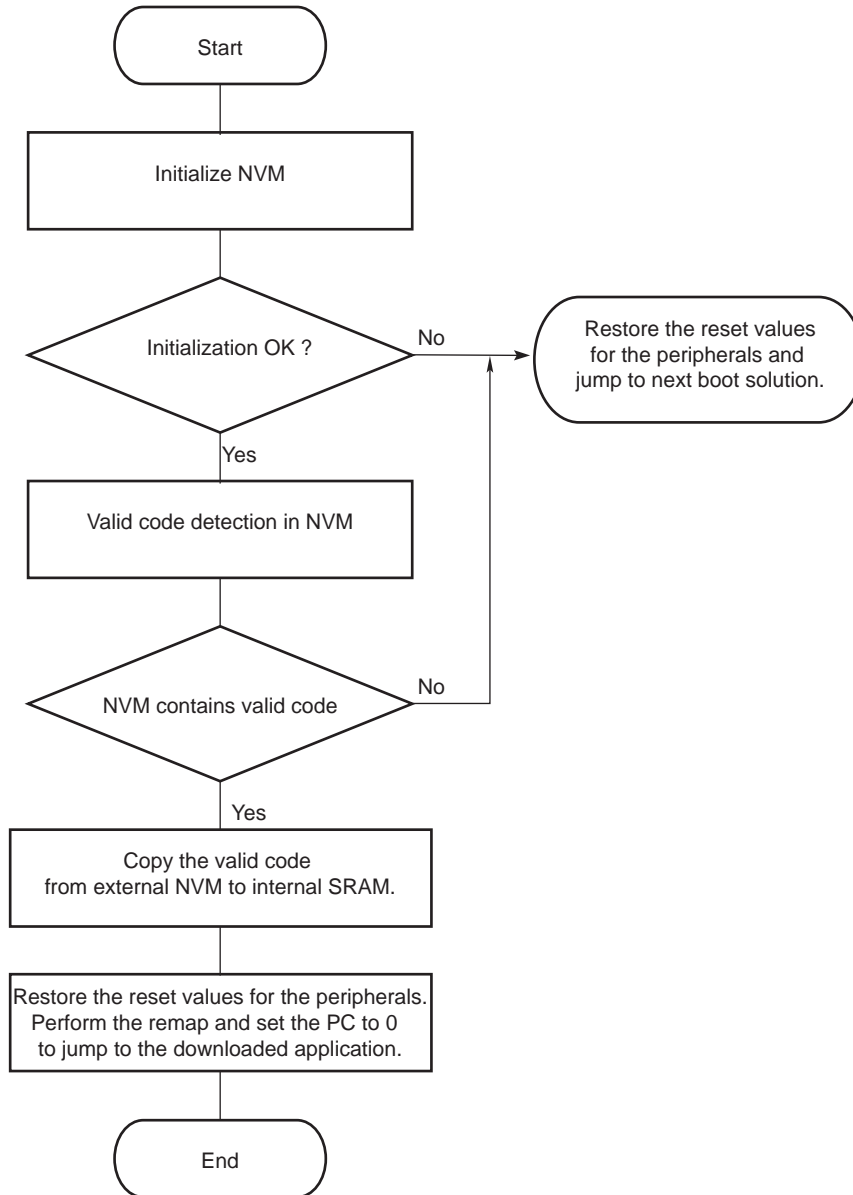 Start
Initialize NVM
Initialization OK ?
No
Restore the reset values
for the peripherals and
jump to next boot solution.
Yes
Valid code detection in NVM
NVM contains valid code
No
Yes
Copy the valid code
from external NVM to internal SRAM.
Restore the reset values for the peripherals.
Perform the remap and set the PC to 0
to jump to the downloaded application.
End